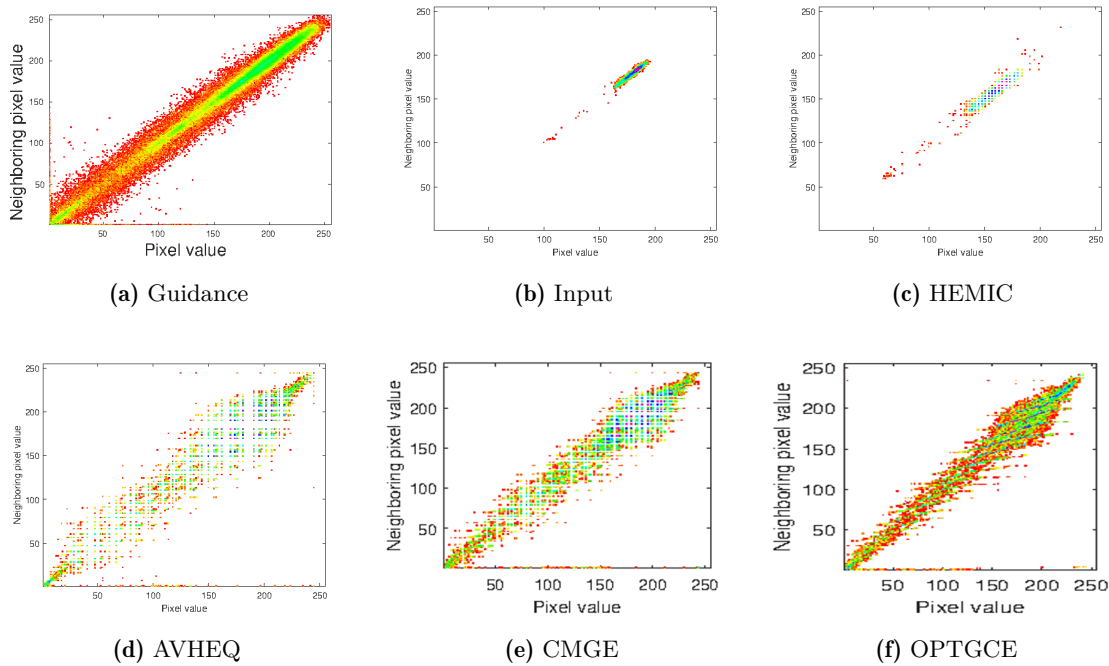 250
200
150
100
50
Neighboring pixel value
50 100 150 200 250
Pixel value
(a) Guidance
250
200
150
100
50
Neighboring pixel value
50 100 150 200 250
Pixel value
(b) Input
250
200
150
100
50
Neighboring pixel value
50 100 150 200 250
Pixel value
(c) HEMIC
250
200
150
100
50
Neighboring pixel value
50 100 150 200 250
Pixel value
(d) AVHEQ
250
200
150
100
50
Neighboring pixel value
50 100 150 200 250
Pixel value
(e) CMGE
250
200
150
100
50
Neighboring pixel value
50 100 150 200 250
Pixel value
(f) OPTGCE